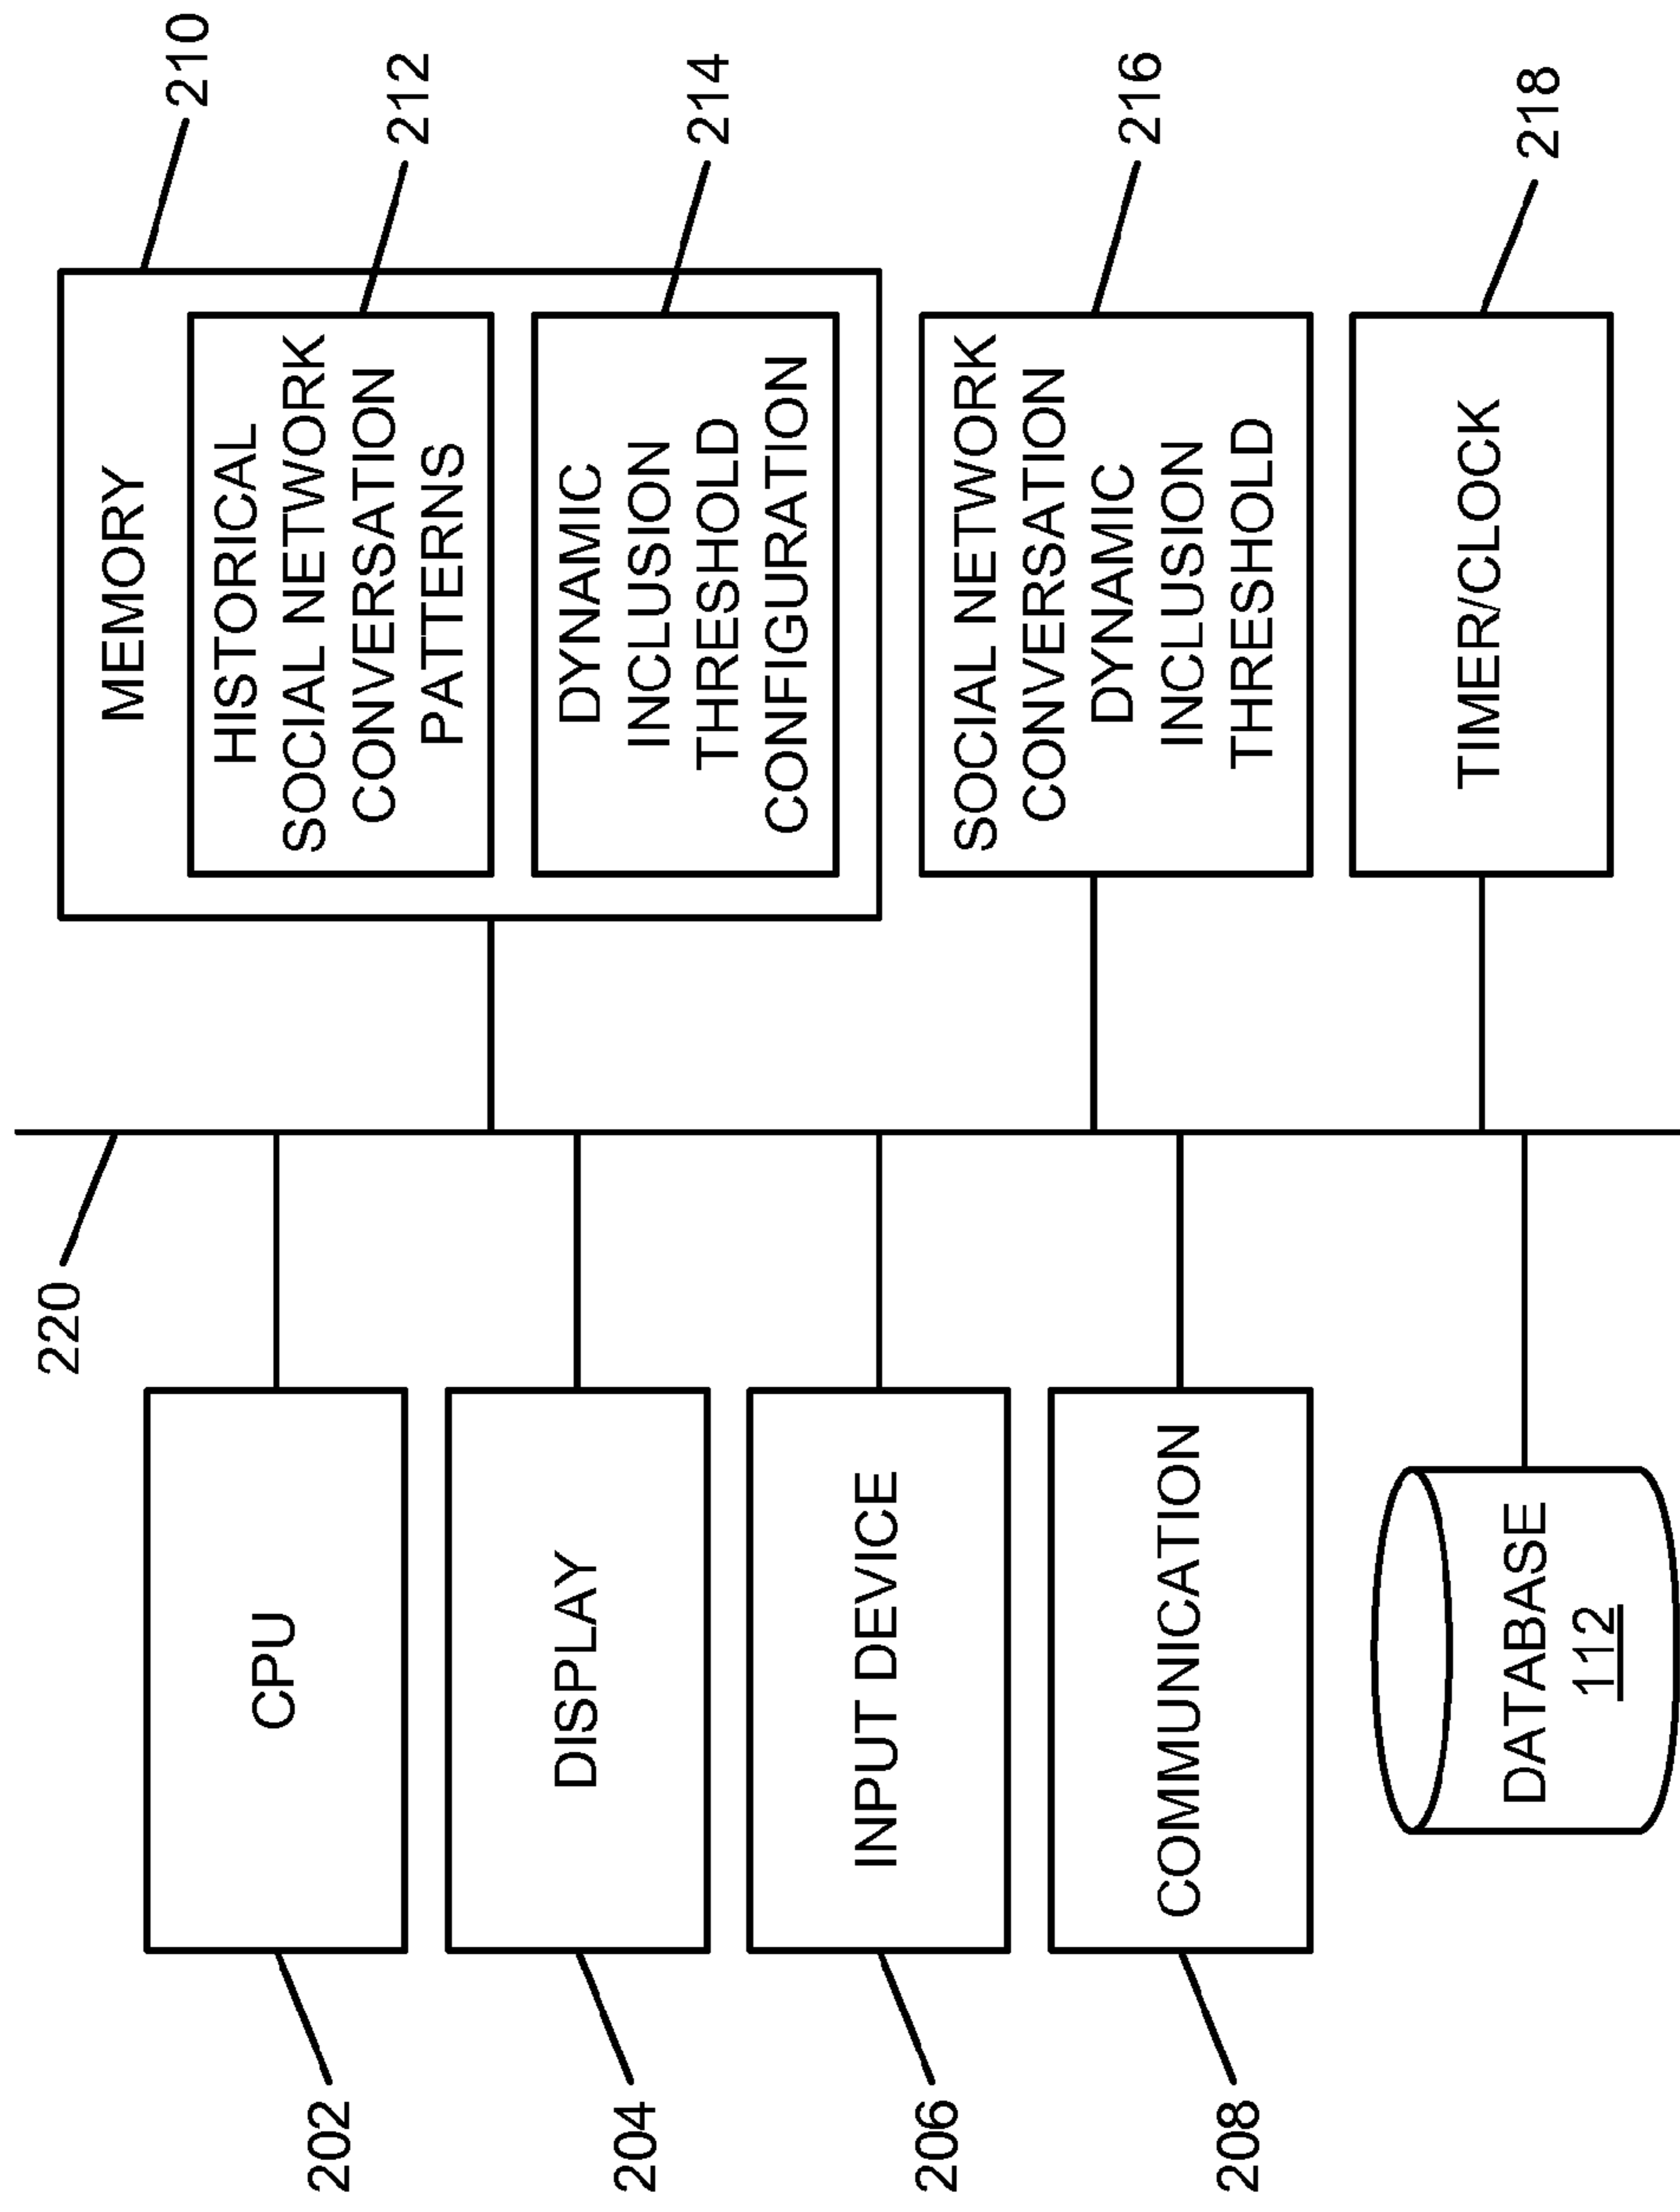 220
202
CPU
204
DISPLAY
206
INPUT DEVICE
208
COMMUNICATION
DATABASE
112
MEMORY
210
HISTORICAL
SOCIAL NETWORK
CONVERSATION
PATTERNS
212
DYNAMIC
INCLUSION
THRESHOLD
CONFIGURATION
214
SOCIAL NETWORK
CONVERSATION
DYNAMIC
INCLUSION
THRESHOLD
216
TIMER/CLOCK
218